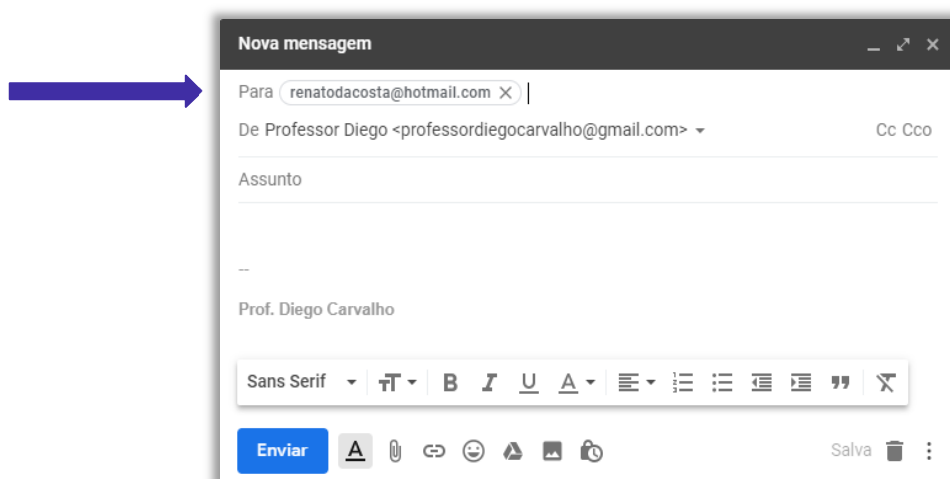 Nova mensagem
Para renatodacosta@hotmail.com
De Professor Diego <professordiegocarvalho@gmail.com> Cc Cco
Assunto
--
Prof. Diego Carvalho
Sans Serif B I U A
Enviar A Salva